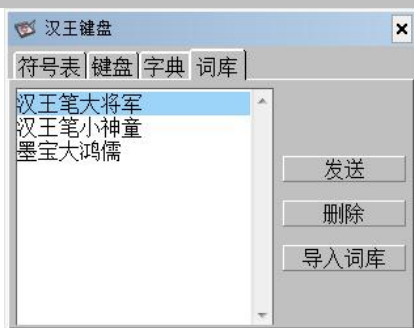 汉王键盘
符号表 键盘 字典 词库
汉王笔大将军
汉王笔小神童
墨宝大鸿儒
发送
删除
导入词库